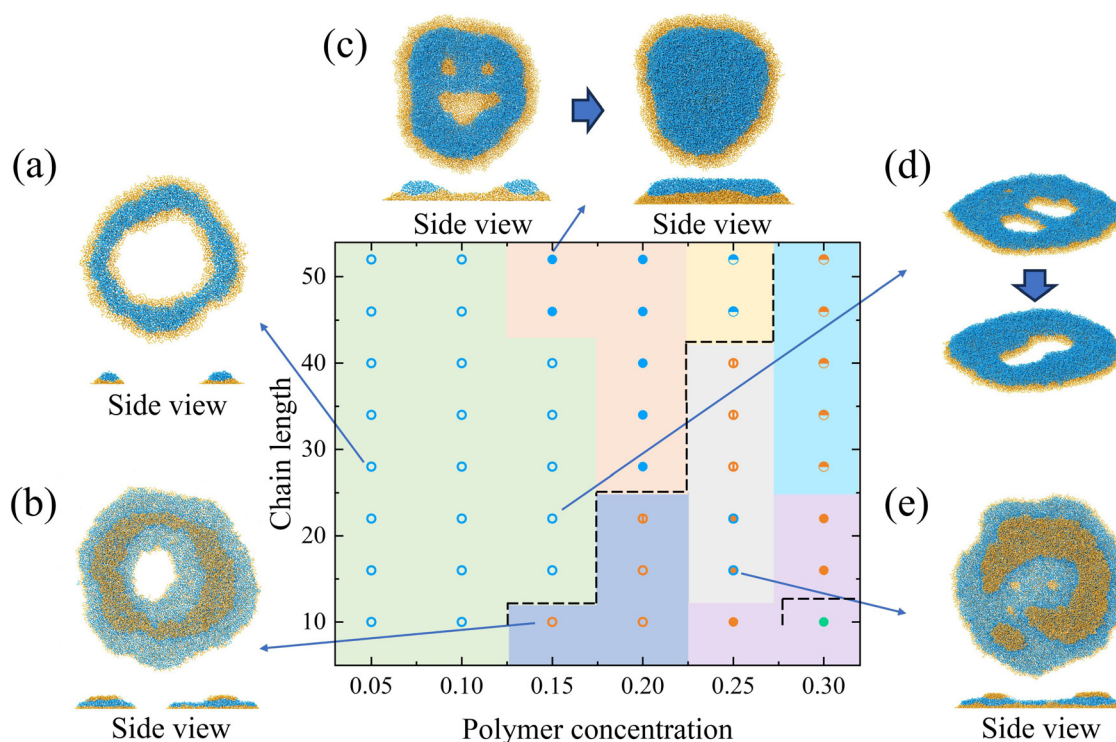 (c)
Side view
Side view
(a)
Side view
(d)
(b)
Side view
(e)
Side view
Chain length
50
40
30
20
10
0.05 0.10 0.15 0.20 0.25 0.30
Polymer concentration